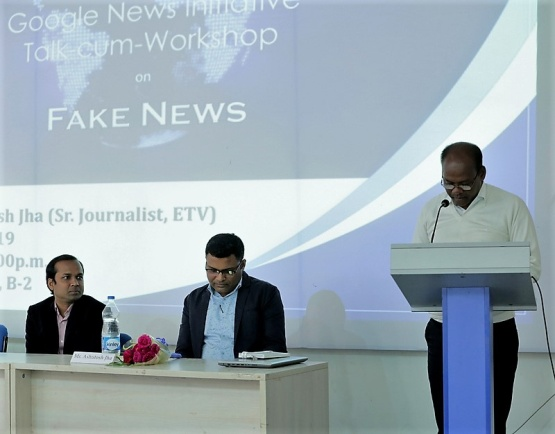 Google News Initiative
Talk cum-Workshop
on
FAKE NEWS
sh Jha (Sr. Journalist, ETV)
19
00p.m.
, B-2
Mr. Ashutosh Jha